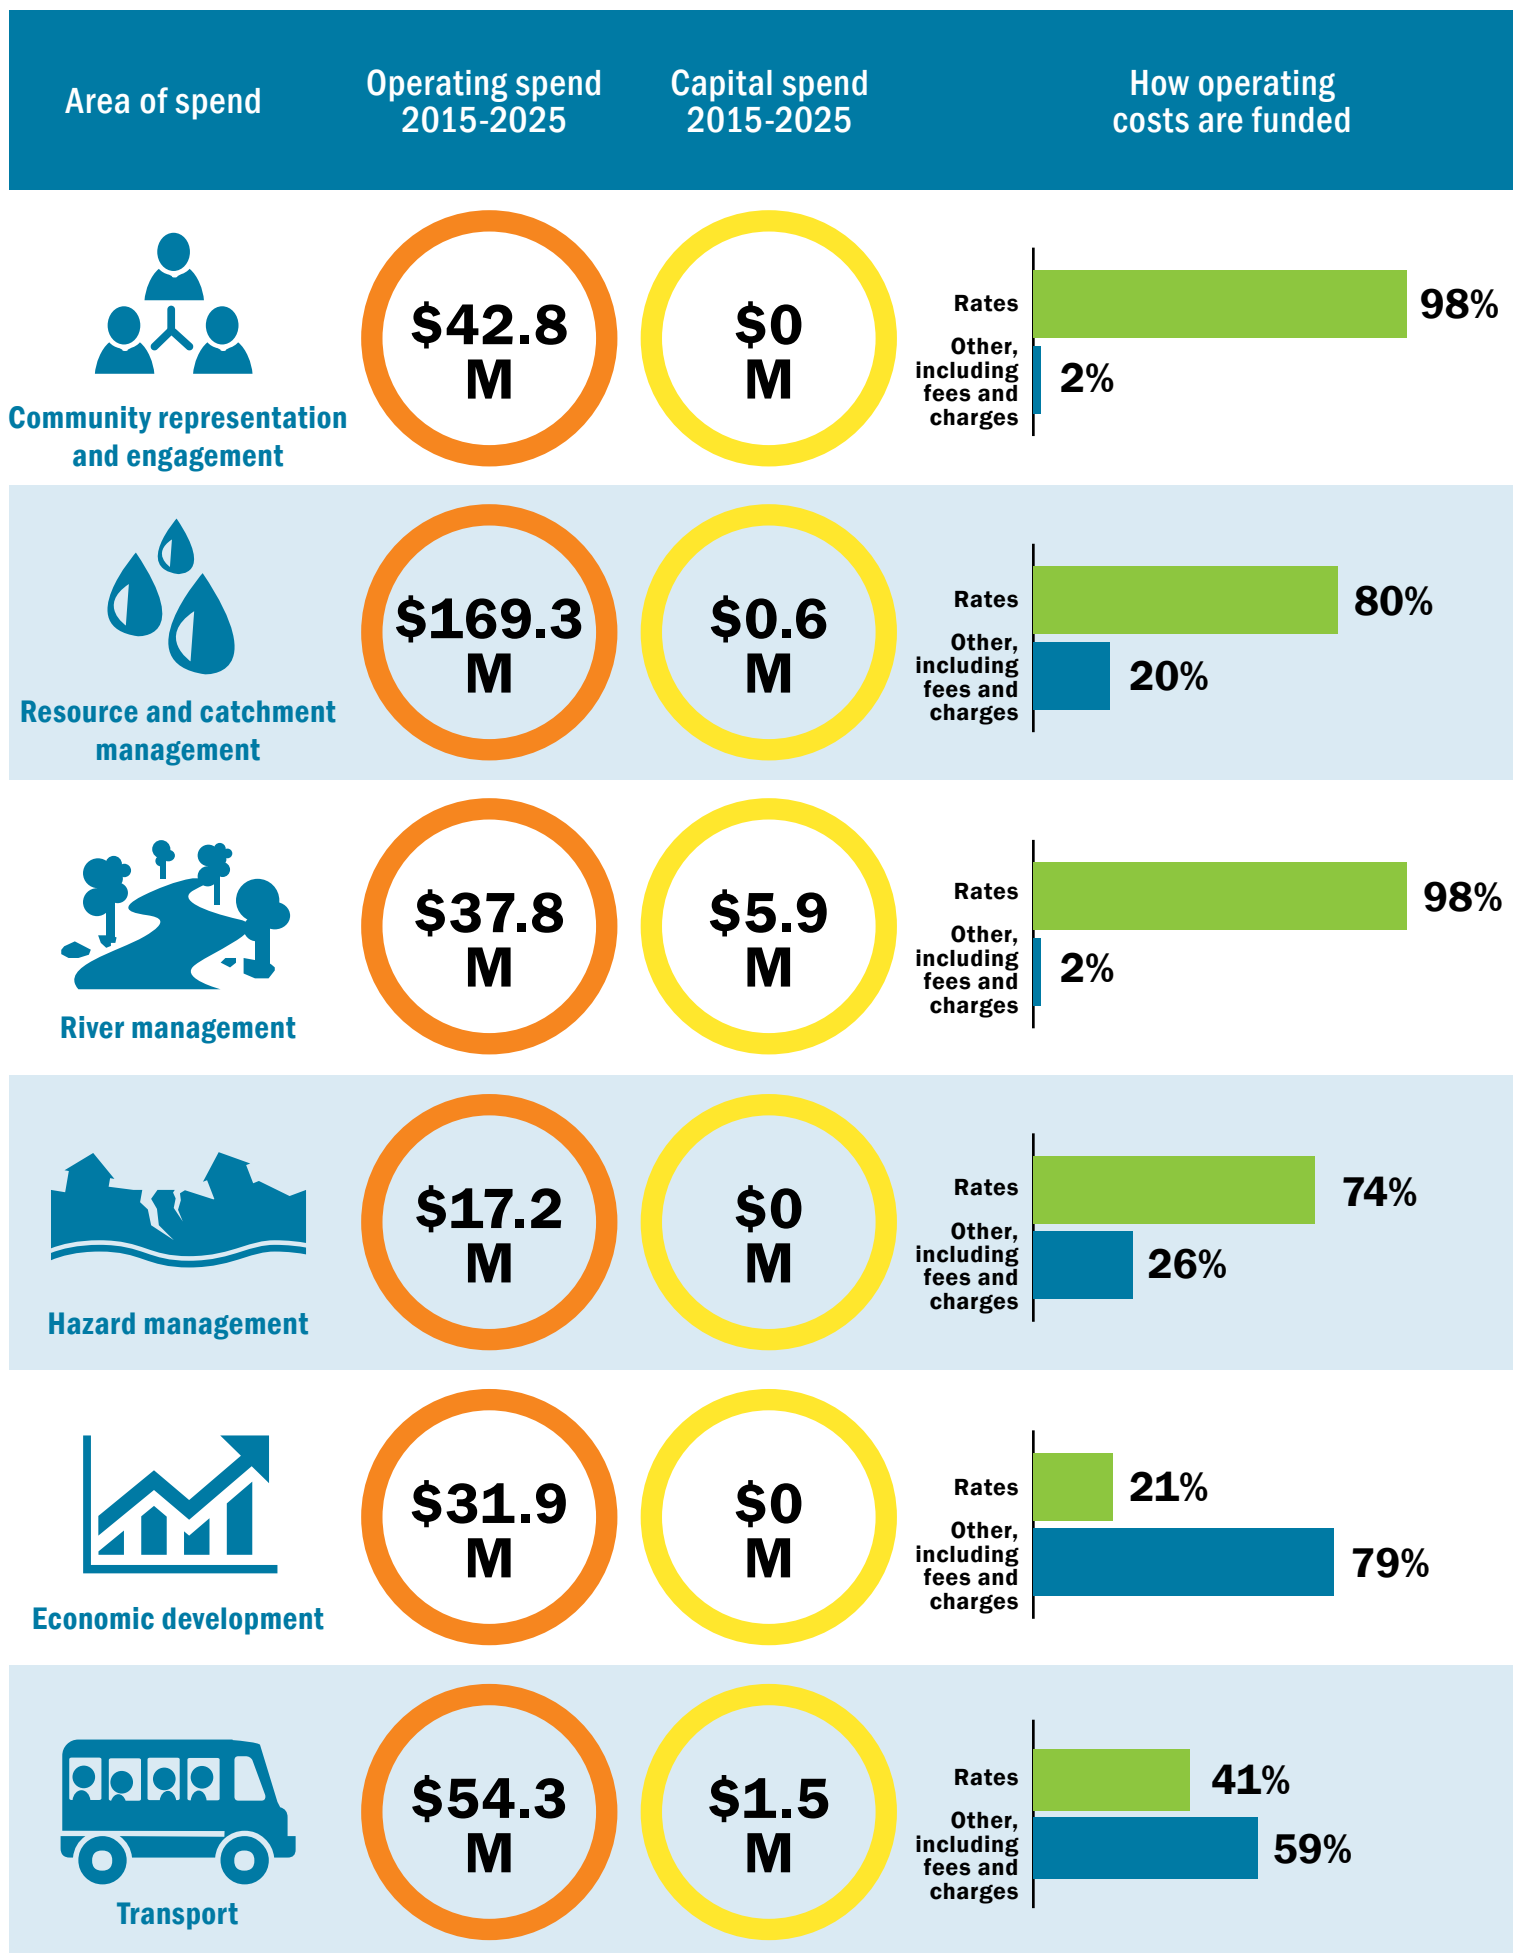 Area of spend
Operating spend
2015-2025
Capital spend
2015-2025
How operating
costs are funded
Community representation
and engagement
$42.8
M
$0
M
Rates
98%
Other,
including
fees and
charges
2%
Resource and catchment
management
$169.3
M
$0.6
M
Rates
80%
Other,
including
fees and
charges
20%
River management
$37.8
M
$5.9
M
Rates
98%
Other,
including
fees and
charges
2%
Hazard management
$17.2
M
$0
M
Rates
74%
Other,
including
fees and
charges
26%
Economic development
$31.9
M
$0
M
Rates
21%
Other,
including
fees and
charges
79%
Transport
$54.3
M
$1.5
M
Rates
41%
Other,
including
fees and
charges
59%